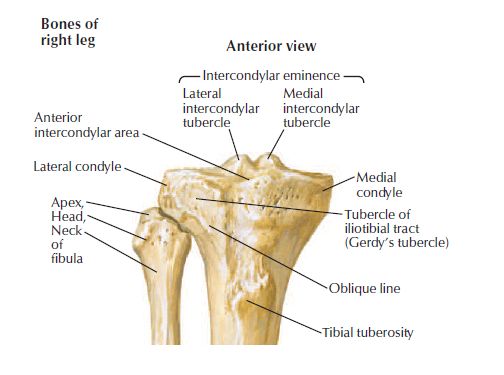 Bones of
right leg
Anterior view
Intercondylar eminence
Lateral
intercondylar
tubercle
Medial
intercondylar
tubercle
Anterior
intercondylar area
Lateral condyle
Apex,
Head,
Neck
of
fibula
Medial
condyle
Tubercle of
iliotibial tract
(Gerdy's tubercle)
Oblique line
Tibial tuberosity